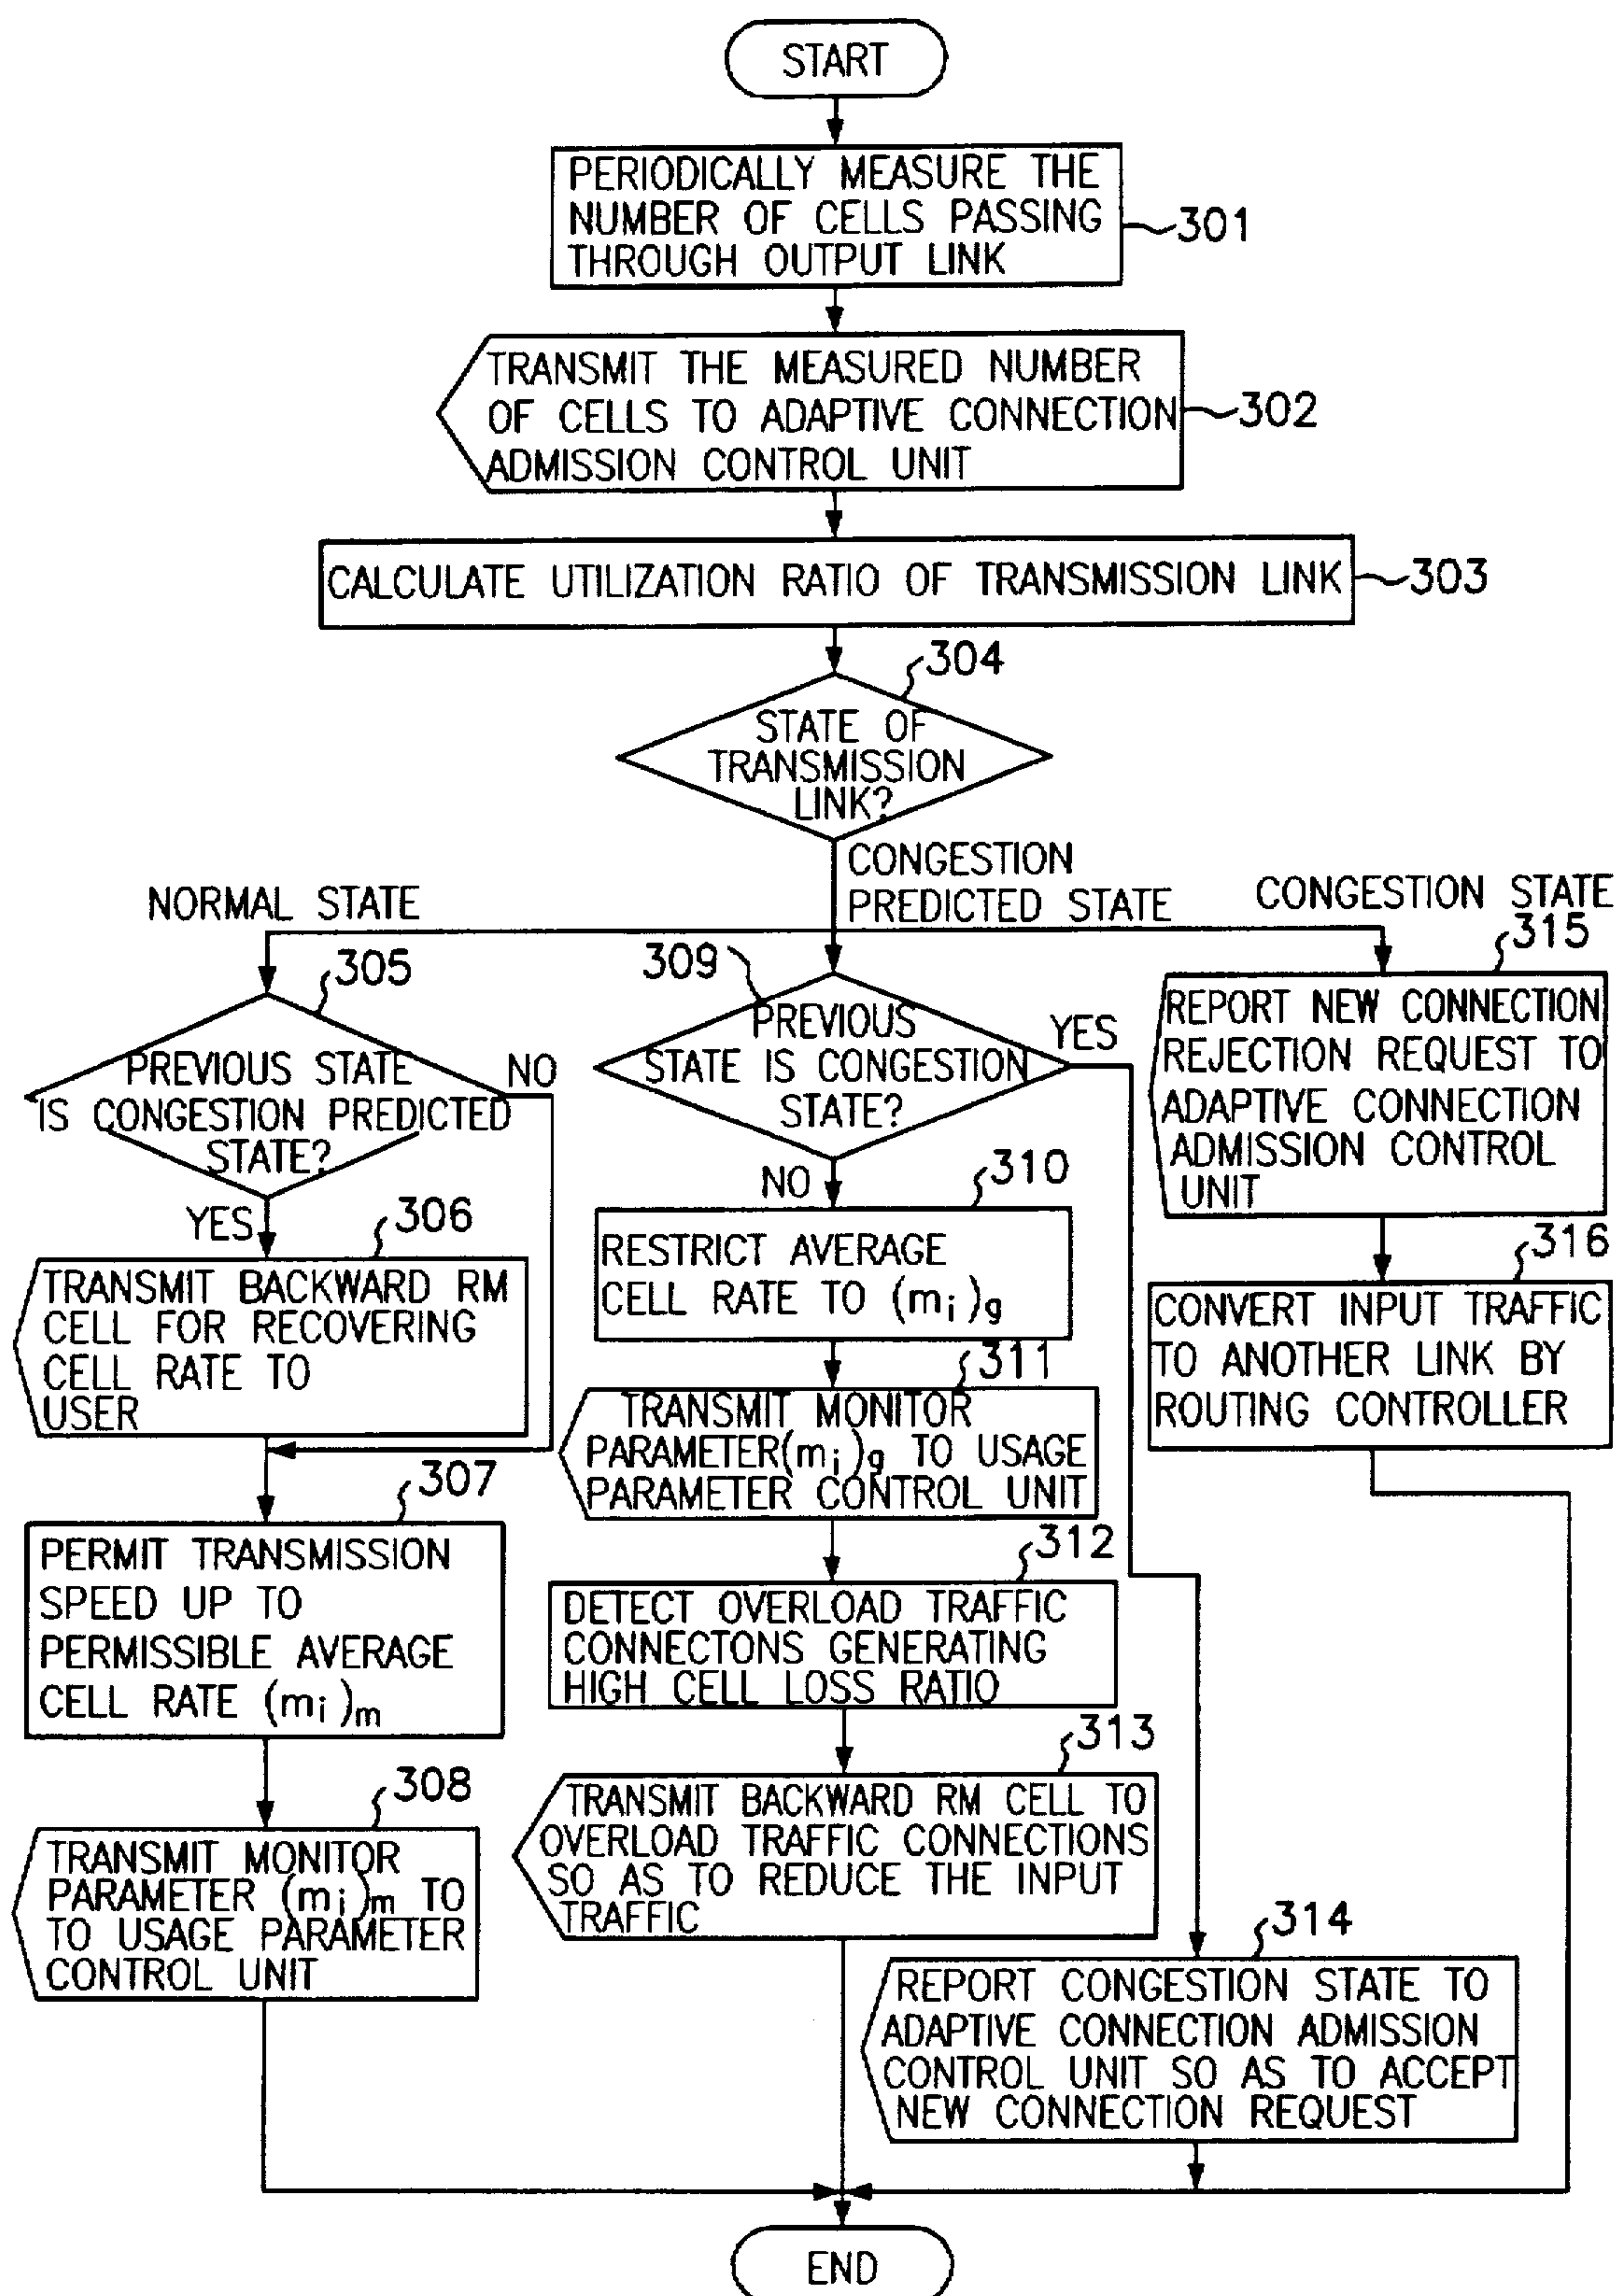 START
PERIODICALLY MEASURE THE
NUMBER OF CELLS PASSING
THROUGH OUTPUT LINK
301
TRANSMIT THE MEASURED NUMBER
OF CELLS TO ADAPTIVE CONNECTION
ADMISSION CONTROL UNIT
302
CALCULATE UTILIZATION RATIO OF TRANSMISSION LINK
303
304
STATE OF
TRANSMISSION
LINK?
NORMAL STATE
CONGESTION
PREDICTED STATE
CONGESTION STATE
305
PREVIOUS STATE
IS CONGESTION PREDICTED
STATE?
NO
YES
306
TRANSMIT BACKWARD RM
CELL FOR RECOVERING
CELL RATE TO
USER
307
PERMIT TRANSMISSION
SPEED UP TO
PERMISSIBLE AVERAGE
CELL RATE (mi)m
308
TRANSMIT MONITOR
PARAMETER (mi)m TO
TO USAGE PARAMETER
CONTROL UNIT
309
PREVIOUS
STATE IS CONGESTION
STATE?
YES
NO
310
RESTRICT AVERAGE
CELL RATE TO (mi)g
311
TRANSMIT MONITOR
PARAMETER(mi)g TO USAGE
PARAMETER CONTROL UNIT
312
DETECT OVERLOAD TRAFFIC
CONNECTONS GENERATING
HIGH CELL LOSS RATIO
313
TRANSMIT BACKWARD RM CELL TO
OVERLOAD TRAFFIC CONNECTIONS
SO AS TO REDUCE THE INPUT
TRAFFIC
314
REPORT CONGESTION STATE TO
ADAPTIVE CONNECTION ADMISSION
CONTROL UNIT SO AS TO ACCEPT
NEW CONNECTION REQUEST
315
REPORT NEW CONNECTION
REJECTION REQUEST TO
ADAPTIVE CONNECTION
ADMISSION CONTROL
UNIT
316
CONVERT INPUT TRAFFIC
TO ANOTHER LINK BY
ROUTING CONTROLLER
END